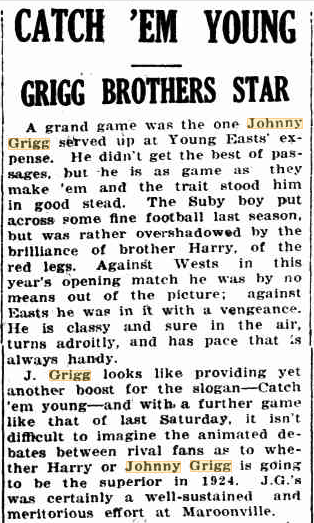 CATCH 'EM YOUNG
GRIGG BROTHERS STAR
A grand game was the one Johnny
Grigg served up at Young Easts' ex-
pense. He didn't get the best of pas-
sages, but he is as game as they
make 'em and the trait stood him
in good stead. The Suby boy put
across some fine football last season,
but was rather overshadowed by the
brilliance of brother Harry, of the
red legs. Against Wests in this
year's opening match he was by no
means out of the picture; against
Easts he was in it with a vengeance.
He is classy and sure in the air,
turns adroitly, and has pace that is
always handy.
J. Grigg looks like providing yet
another boost for the slogan—Catch
'em young—and with a further game
like that of last Saturday, it isn't
difficult to imagine the animated de-
bates between rival fans as to whe-
ther Harry or Johnny Grigg is going
to be the superior in 1924. J.G.'s
was certainly a well-sustained and
meritorious effort at Maroonville.